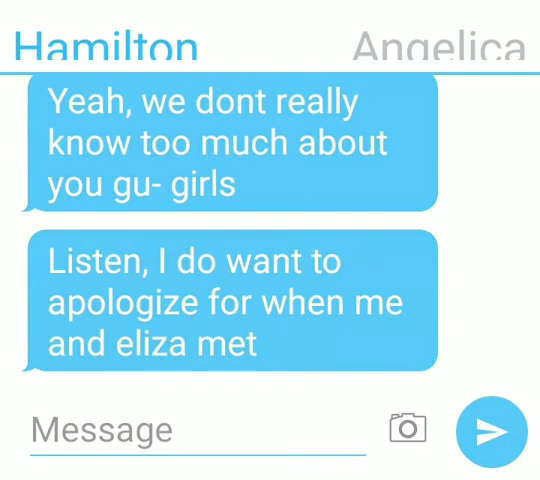 Hamilton Angelica
Yeah, we dont really
know too much about
you gu- girls
Listen, I do want to
apologize for when me
and eliza met
Message